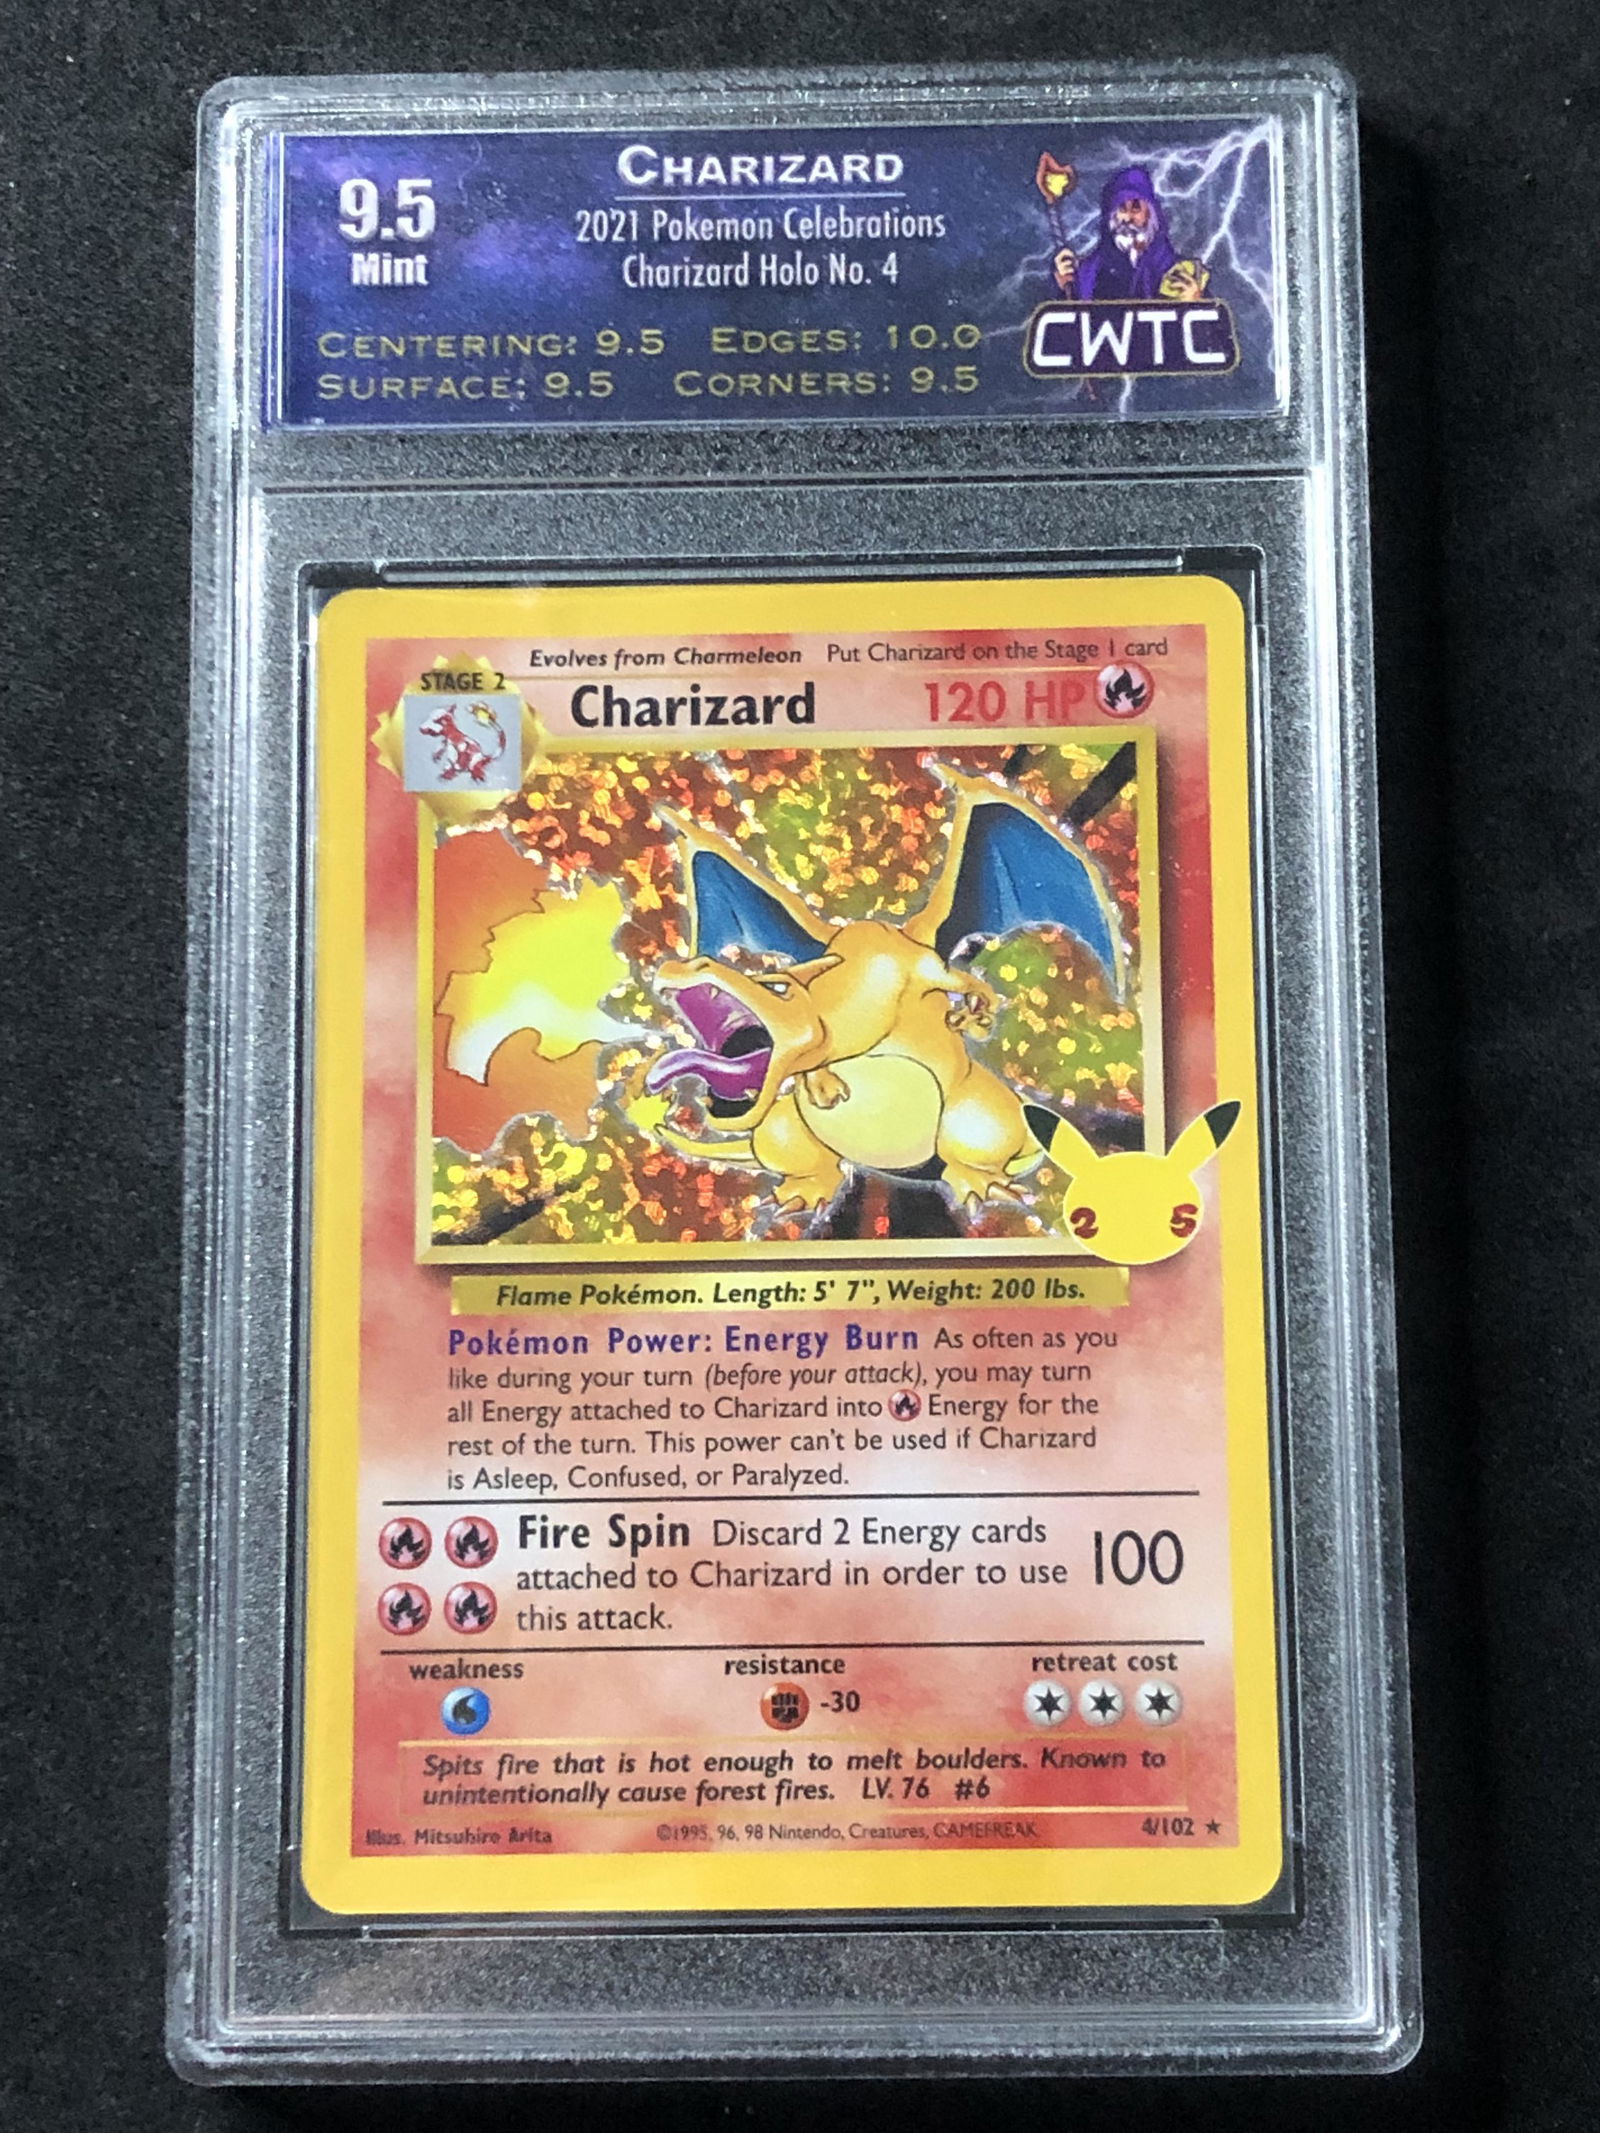 CHARIZARD
9.5
Mint
2021 Pokemon Celebrations
Charizard Holo No. 4
CENTERING: 9.5 EDGES: 10.0
SURFACE: 9.5 CORNERS: 9.5
CWTC
Evolves from Charmeleon Put Charizard on the Stage 1 card
STAGE 2
Charizard 120 HP
2 5
Flame Pokémon. Length: 5' 7", Weight: 200 lbs.
Pokémon Power: Energy Burn As often as you
like during your turn (before your attack), you may turn
all Energy attached to Charizard into Energy for the
rest of the turn. This power can't be used if Charizard
is Asleep, Confused, or Paralyzed.
Fire Spin Discard 2 Energy cards
attached to Charizard in order to use 100
this attack.
weakness resistance retreat cost
-30
Spits fire that is hot enough to melt boulders. Known to
unintentionally cause forest fires. LV. 76 #6
Illus. Mitsuhiro Arita ©1995, 96, 98 Nintendo, Creatures, GAMEFREAK 4/102 ★